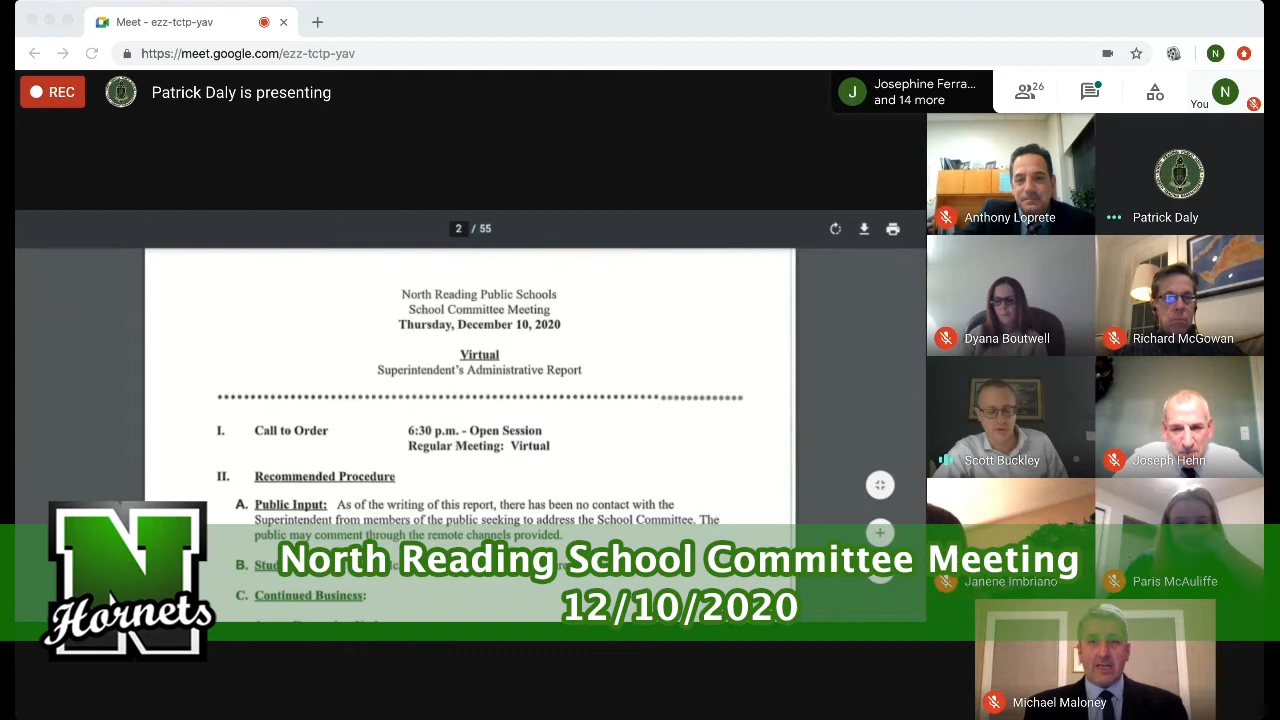 Meet - ezz-tctp-yav
https://meet.google.com/ezz-tctp-yav
N
REC
Patrick Daly is presenting
J
Josephine Ferra...
and 14 more
26
You
N
2 / 55
North Reading Public Schools
School Committee Meeting
Thursday, December 10, 2020
Virtual
Superintendent's Administrative Report
I. Call to Order 6:30 p.m. - Open Session
Regular Meeting: Virtual
II. Recommended Procedure
A. Public Input: As of the writing of this report, there has been no contact with the
Superintendent from members of the public seeking to address the School Committee. The
public may comment through the remote channels provided.
B.
C. Continued Business:
Anthony Loprete
Patrick Daly
Dyana Boutwell
Richard McGowan
Scott Buckley
Joseph Hehn
Janene Imbriano
Paris McAuliffe
Michael Maloney
N
Hornets
North Reading School Committee Meeting
12/10/2020